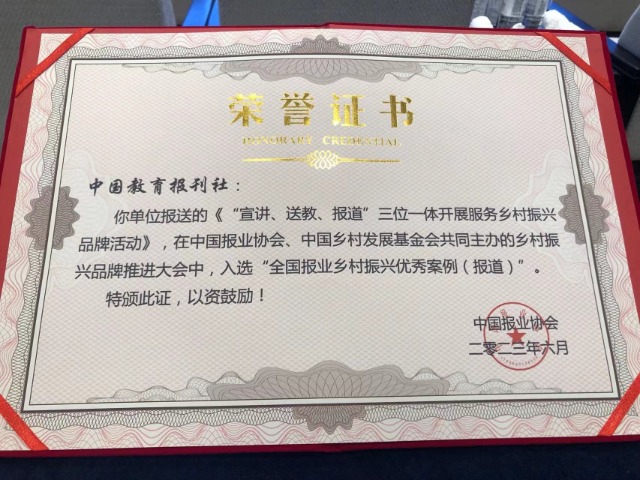 荣誉证书
HONORARY CREDENTIAL
中国教育报刊社：
你单位报送的《“宣讲、送教、报道”三位一体开展服务乡村振兴
品牌活动》，在中国报业协会、中国乡村发展基金会共同主办的乡村振
兴品牌推进大会中，入选“全国报业乡村振兴优秀案例（报道）”。
特颁此证，以资鼓励！
中国报业协会
二零二三年六月